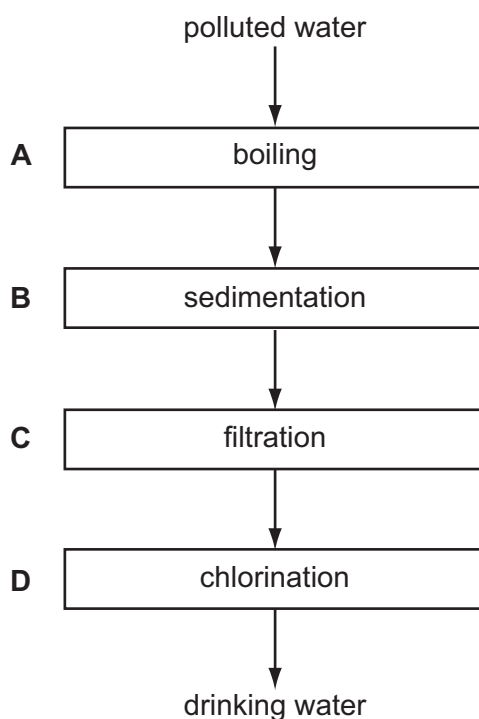 polluted water
A boiling
B sedimentation
C filtration
D chlorination
drinking water